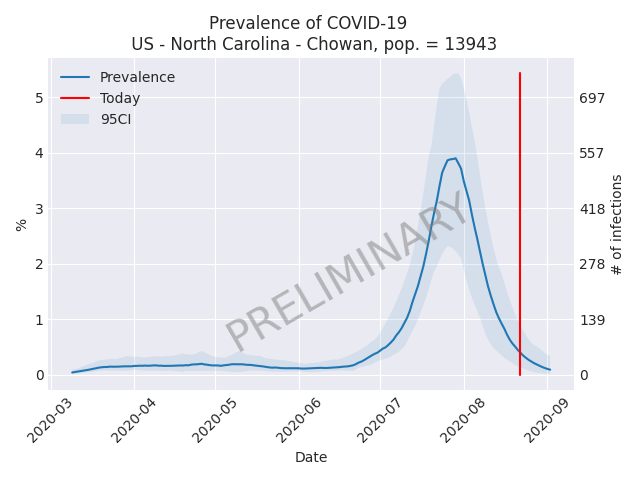 Prevalence of COVID-19
US - North Carolina - Chowan, pop. = 13943
Prevalence
Today
95CI
5
4
3
2
1
0
%
697
557
418
278
139
0
# of infections
PRELIMINARY
2020-03
2020-04
2020-05
2020-06
2020-07
2020-08
2020-09
Date